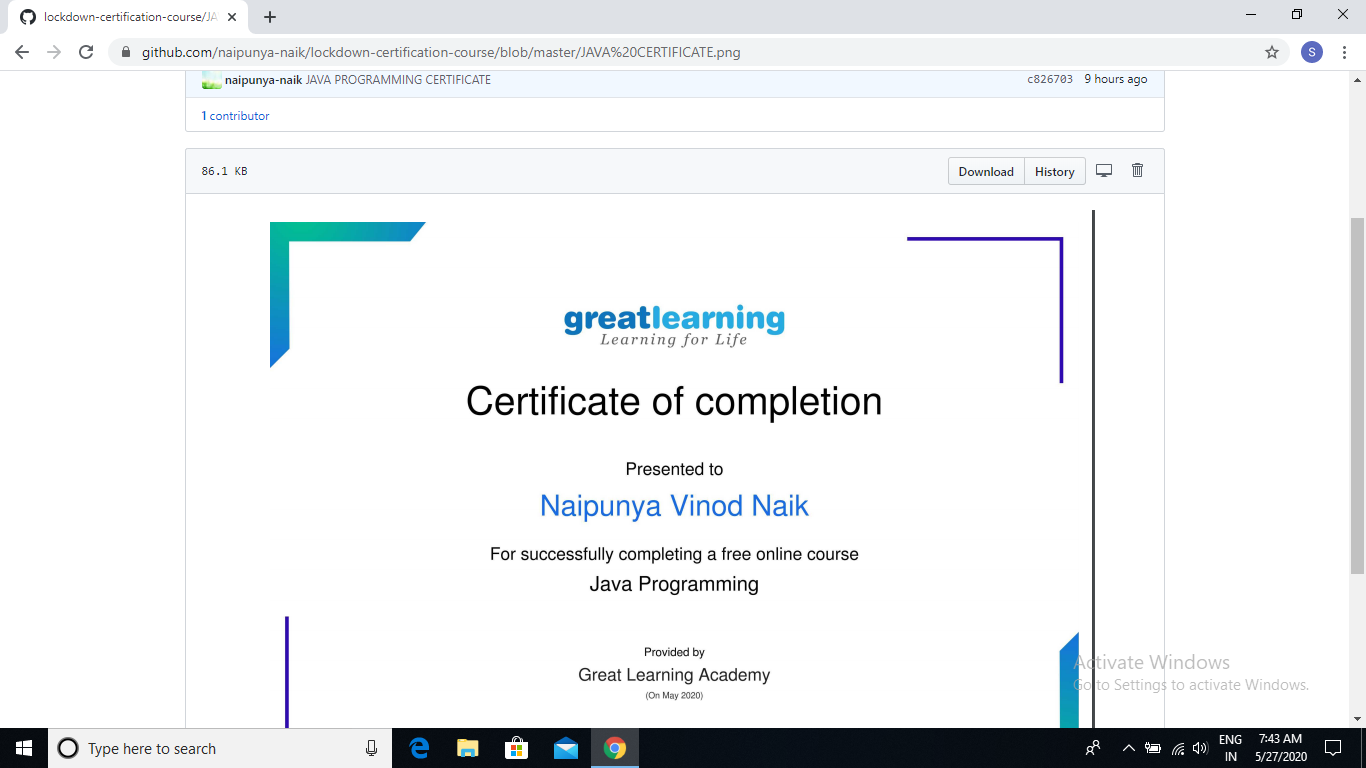 lockdown-certification-course/JA
github.com/naipunya-naik/lockdown-certification-course/blob/master/JAVA%20CERTIFICATE.png
S
naipunya-naik JAVA PROGRAMMING CERTIFICATE c826703 9 hours ago
1 contributor
86.1 KB Download History
greatlearning
Learning for Life
Certificate of completion
Presented to
Naipunya Vinod Naik
For successfully completing a free online course
Java Programming
Provided by
Great Learning Academy
(On May 2020)
Activate Windows
Go to Settings to activate Windows.
Type here to search
ENG
IN
7:43 AM
5/27/2020